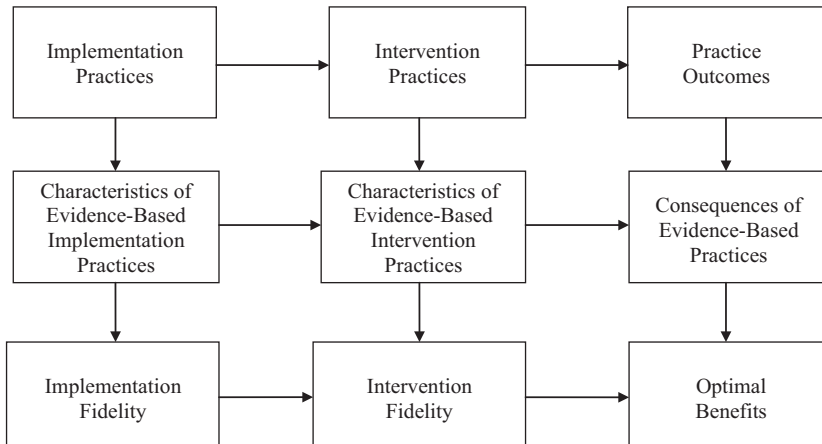 Implementation
Practices
Intervention
Practices
Practice
Outcomes
Characteristics of
Evidence-Based
Implementation
Practices
Characteristics of
Evidence-Based
Intervention
Practices
Consequences of
Evidence-Based
Practices
Implementation
Fidelity
Intervention
Fidelity
Optimal
Benefits